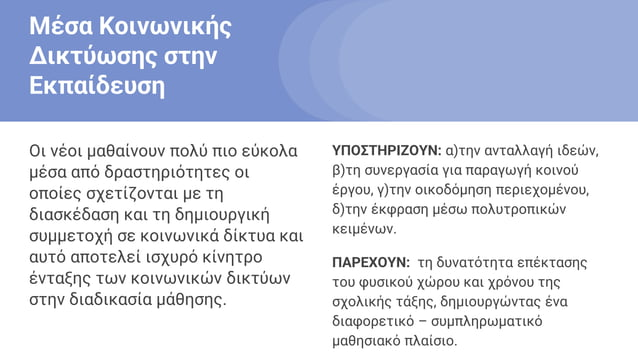 Μέσα Κοινωνικής
Δικτύωσης στην
Εκπαίδευση
Οι νέοι μαθαίνουν πολύ πιο εύκολα
μέσα από δραστηριότητες οι
οποίες σχετίζονται με τη
διασκέδαση και τη δημιουργική
συμμετοχή σε κοινωνικά δίκτυα και
αυτό αποτελεί ισχυρό κίνητρο
ένταξης των κοινωνικών δικτύων
στην διαδικασία μάθησης.
ΥΠΟΣΤΗΡΙΖΟΥΝ: α)την ανταλλαγή ιδεών,
β)τη συνεργασία για παραγωγή κοινού
έργου, γ)την οικοδόμηση περιεχομένου,
δ)την έκφραση μέσω πολυτροπικών
κειμένων.
ΠΑΡΕΧΟΥΝ: τη δυνατότητα επέκτασης
του φυσικού χώρου και χρόνου της
σχολικής τάξης, δημιουργώντας ένα
διαφορετικό – συμπληρωματικό
μαθησιακό πλαίσιο.